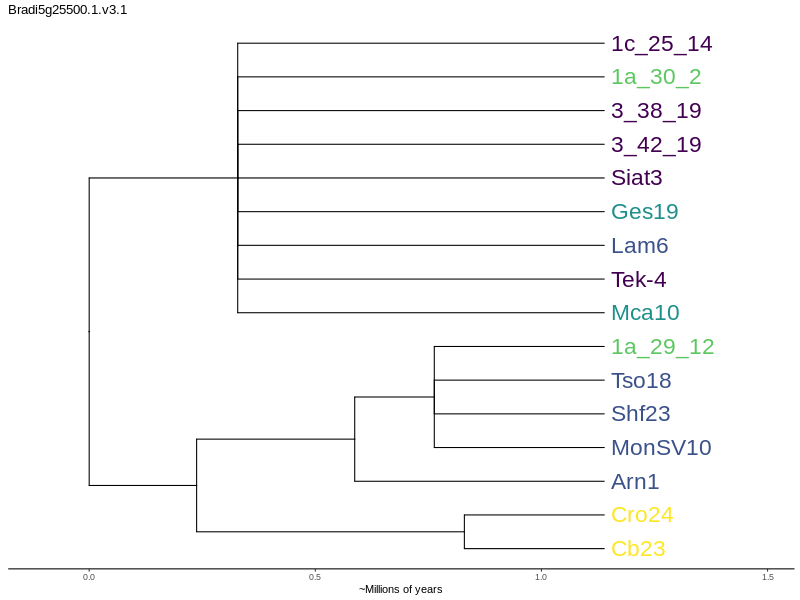 Bradi5g25500.1.v3.1
1c_25_14
1a_30_2
3_38_19
3_42_19
Siat3
Ges19
Lam6
Tek-4
Mca10
1a_29_12
Tso18
Shf23
MonSV10
Arn1
Cro24
Cb23
0.0 0.5 1.0 1.5
~Millions of years